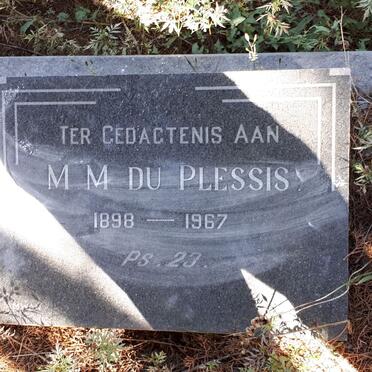 TER GEDACTENIS AAN
M M DU PLESSIS
1898 — 1967
PS. 23.